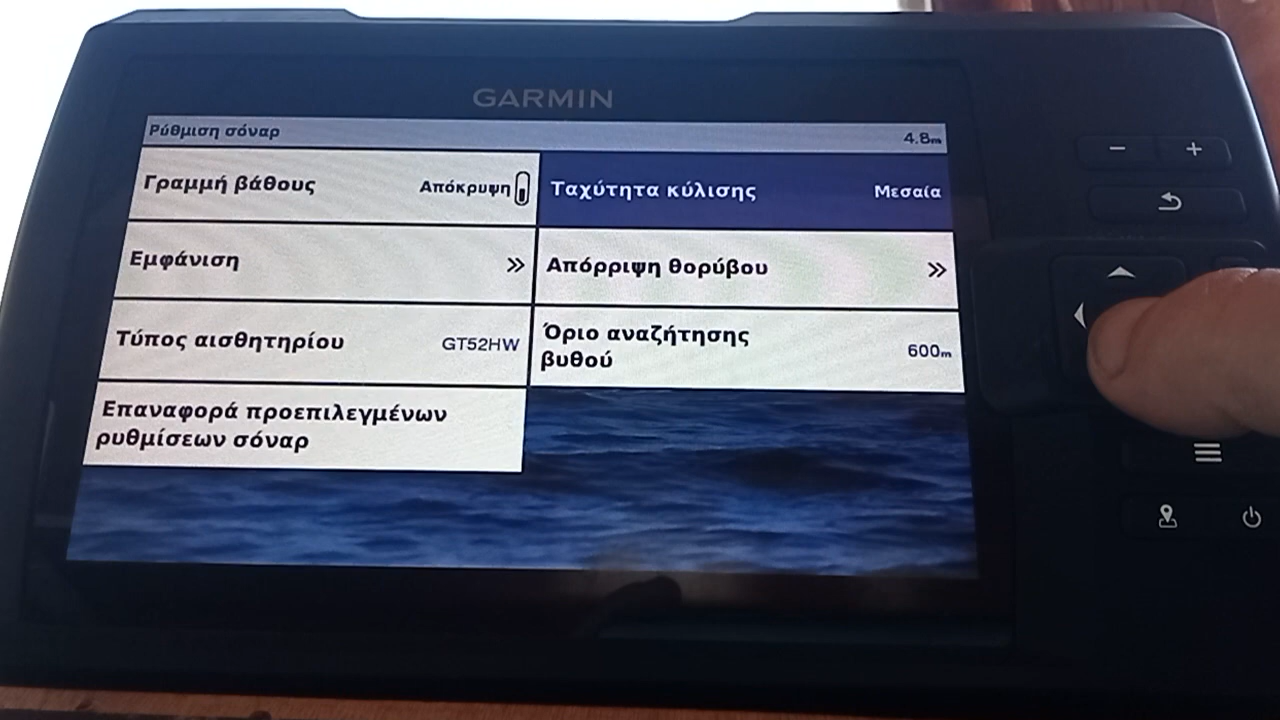 GARMIN
Ρύθμιση σόναρ 4.8m
Γραμμή βάθους Απόκρυψη
Ταχύτητα κύλισης Μεσαία
Εμφάνιση
Απόρριψη θορύβου
Τύπος αισθητηρίου GT52HW
Όριο αναζήτησης
βυθού
600m
Επαναφορά προεπιλεγμένων
ρυθμίσεων σόναρ